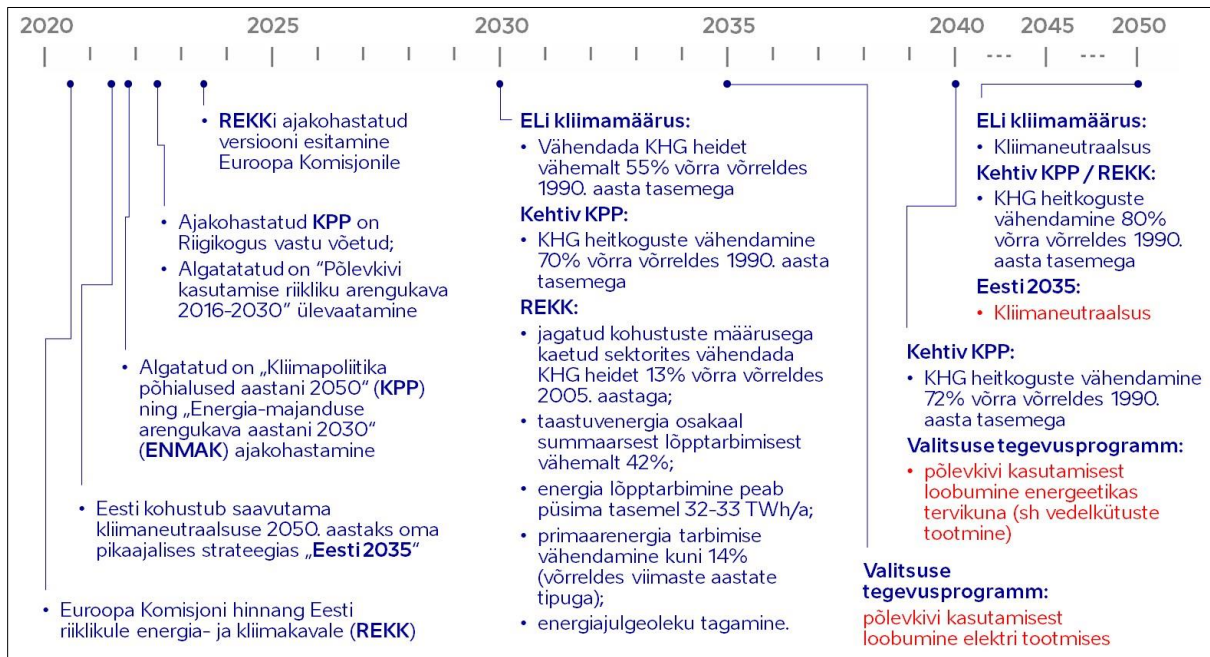 2020 2025 2030 2035 2040 2045 2050
--- ---
• REKKi ajakohastatud
versiooni esitamine
Euroopa Komisjonile
• Ajakohastatud KPP on
Riigikogus vastu võetud;
• Algatatatud on "Põlevkivi
kasutamise riikliku arengukava
2016-2030" ülevaatamine
• Algatatud on „Kliimapoliitika
põhialused aastani 2050“ (KPP)
ning „Energia-majanduse
arengukava aastani 2030“
(ENMAK) ajakohastamine
• Eesti kohustub saavutama
kliimaneutraalsuse 2050. aastaks oma
pikaajalises strateegias „Eesti 2035“
• Euroopa Komisjoni hinnang Eesti
riiklikule energia- ja kliimakavale (REKK)
ELi kliimamäärus:
• Vähendada KHG heidet
vähemalt 55% võrra võrreldes
1990. aasta tasemega
Kehtiv KPP:
• KHG heitkoguste vähendamine
70% võrra võrreldes 1990. aasta
tasemega
REKK:
• jagatud kohustuste määrusega
kaetud sektorites vähendada
KHG heidet 13% võrra võrreldes
2005. aastaga;
• taastuvenergia osakaal
summaarsest lõpptarbimisest
vähemalt 42%;
• energia lõpptarbimine peab
püsima tasemel 32-33 TWh/a;
• primaarenergia tarbimise
vähendamine kuni 14%
(võrreldes viimaste aastate
tipuga);
• energiajulgeoleku tagamine.
Valitsuse
tegevusprogramm:
põlevkivi kasutamisest
loobumine elektri tootmises
Kehtiv KPP:
• KHG heitkoguste vähendamine
72% võrra võrreldes 1990.
aasta tasemega
Valitsuse tegevusprogramm:
• põlevkivi kasutamisest
loobumine energeetikas
tervikuna (sh vedelkütuste
tootmine)
ELi kliimamäärus:
• Kliimaneutraalsus
Kehtiv KPP / REKK:
• KHG heitkoguste
vähendamine 80%
võrra võrreldes 1990.
aasta tasemega
Eesti 2035:
• Kliimaneutraalsus